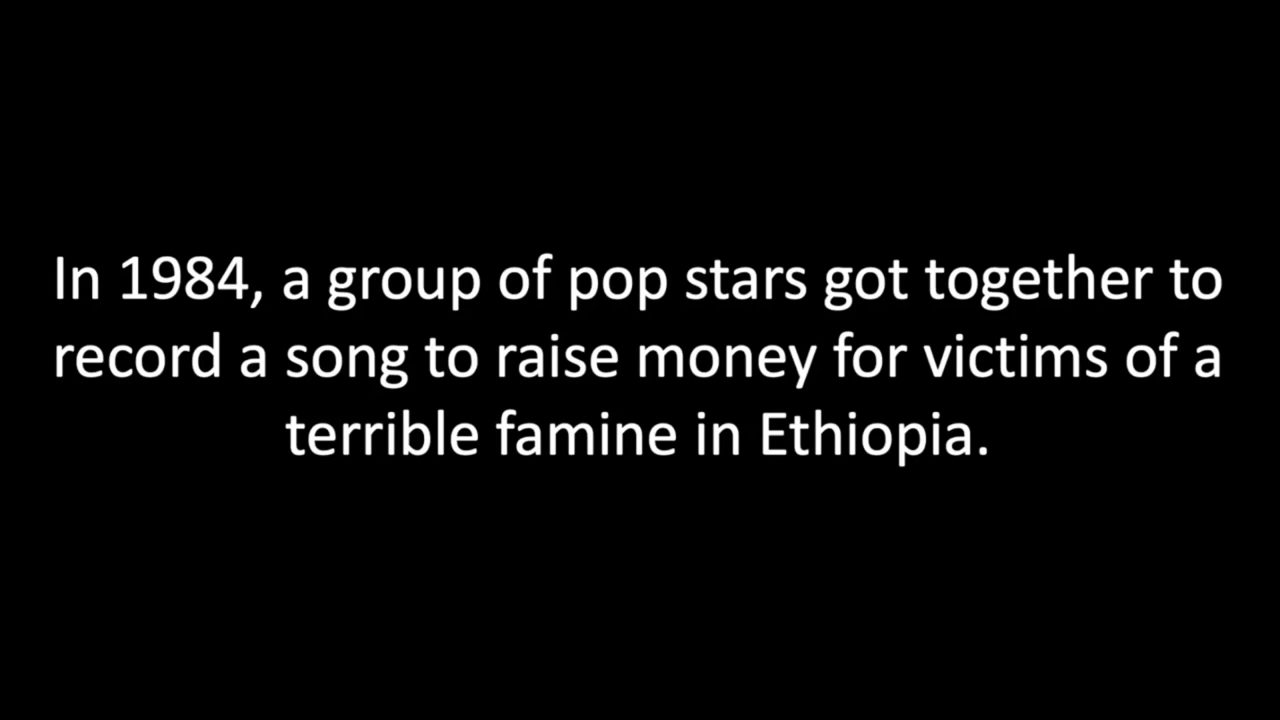 In 1984, a group of pop stars got together to
record a song to raise money for victims of a
terrible famine in Ethiopia.